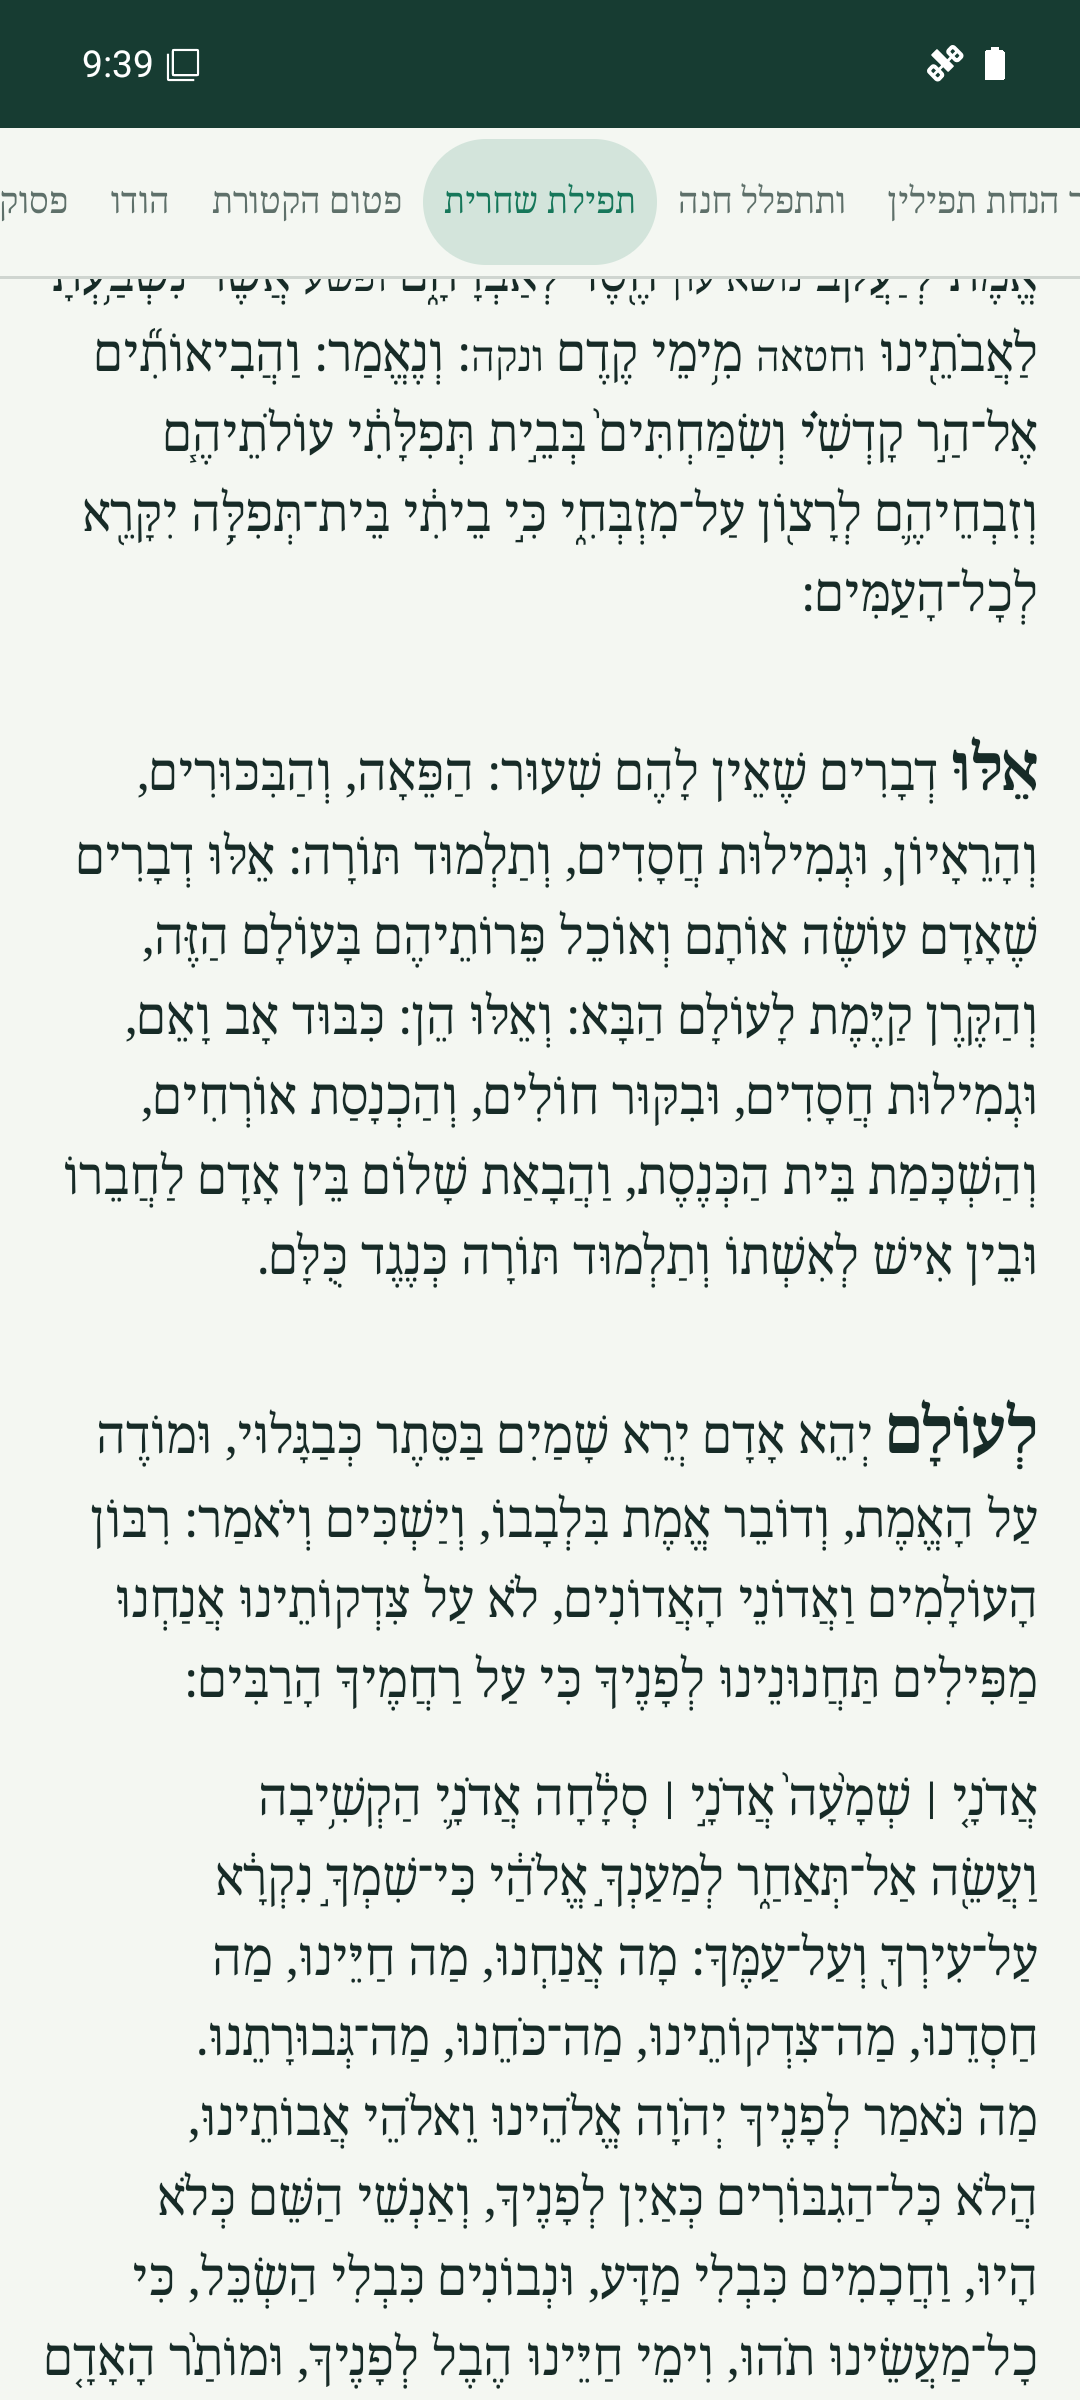 9:39
ר הנחת תפילין ותתפלל חנה תפילת שחרית פטום הקטורת הודו פסוק
אֱמֶת לְיַעֲקֹב נושא עון חֶסֶד לְאַבְרָהָם ופשע אֲשֶׁר נִשְׁבַּעְתָּ
לַאֲבֹתֵ֖ינוּ וחטאה מִ֥ימֵי קֶדֶם ונקה: וְנֶאֱמַר: וַהֲבִיאוֹתִ֞ים
אֶל־הַ֣ר קָדְשִׁ֗י וְשִׂמַּחְתִּים֙ בְּבֵ֣ית תְּפִלָּתִ֔י עוֹלֹתֵיהֶ֧ם
וְזִבְחֵיהֶ֛ם לְרָצ֖וֹן עַל־מִזְבְּחִ֑י כִּ֣י בֵיתִ֔י בֵּית־תְּפִלָּ֥ה יִקָּרֵ֖א
לְכׇל־הָעַמִּים:
אֵלּוּ דְבָרִים שֶׁאֵין לָהֶם שִׁעוּר: הַפֵּאָה, וְהַבִּכּוּרִים,
וְהָרֵאָיוֹן, וּגְמִילוּת חֲסָדִים, וְתַלְמוּד תּוֹרָה: אֵלּוּ דְבָרִים
שֶׁאָדָם עוֹשֶׂה אוֹתָם וְאוֹכֵל פֵּרוֹתֵיהֶם בָּעוֹלָם הַזֶּה,
וְהַקֶּרֶן קַיֶּמֶת לָעוֹלָם הַבָּא: וְאֵלּוּ הֵן: כִּבּוּד אָב וָאֵם,
וּגְמִילוּת חֲסָדִים, וּבִקּוּר חוֹלִים, וְהַכְנָסַת אוֹרְחִים,
וְהַשְׁכָּמַת בֵּית הַכְּנֶסֶת, וַהֲבָאַת שָׁלוֹם בֵּין אָדָם לַחֲבֵרוֹ
וּבֵין אִישׁ לְאִשְׁתּוֹ וְתַלְמוּד תּוֹרָה כְּנֶגֶד כֻּלָּם.
לְעוֹלָם יְהֵא אָדָם יְרֵא שָׁמַיִם בַּסֵּתֶר כְּבַגָּלוּי, וּמוֹדֶה
עַל הָאֱמֶת, וְדוֹבֵר אֱמֶת בִּלְבָבוֹ, וְיַשְׁכִּים וְיֹאמַר: רִבּוֹן
הָעוֹלָמִים וַאֲדוֹנֵי הָאֲדוֹנִים, לֹא עַל צִּדְקוֹתֵינוּ אֲנַחְנוּ
מַפִּילִים תַּחֲנוּנֵינוּ לְפָנֶיךָ כִּי עַל רַחֲמֶיךָ הָרַבִּים:
אֲדֹנָ֤י ׀ שְׁמָ֙עָה֙ אֲדֹנָ֣י ׀ סְלָ֔חָה אֲדֹנָ֛י הַקְשִׁ֥יבָה
וַעֲשֵׂ֖ה אַל־תְּאַחַ֑ר לְמַעַנְךָ֣ אֱלֹהַ֔י כִּי־שִׁמְךָ֣ נִקְרָ֔א
עַל־עִירְךָ֖ וְעַל־עַמֶּךָ: מָה אֲנַחְנוּ, מַה חַיֵּינוּ, מַה
חַסְדֵנוּ, מַה־צִּדְקוֹתֵינוּ, מַה־כֹּחֵנוּ, מַה־גְּבוּרָתֵנוּ.
מַה נֹּאמַר לְפָנֶיךָ יְהֹוָה אֱלֹהֵינוּ וֵאלֹהֵי אֲבוֹתֵינוּ,
הֲלֹא כׇּל־הַגִּבּוֹרִים כְּאַיִן לְפָנֶיךָ, וְאַנְשֵׁי הַשֵּׁם כְּלֹא
הָיוּ, וַחֲכָמִים כִּבְלִי מַדָּע, וּנְבוֹנִים כִּבְלִי הַשְׂכֵּל, כִּי
כׇל־מַעֲשֵׂינוּ תֹהוּ, וִימֵי חַיֵּינוּ הֶבֶל לְפָנֶיךָ, וּמוֹתַ֨ר הָאָדָ֤ם